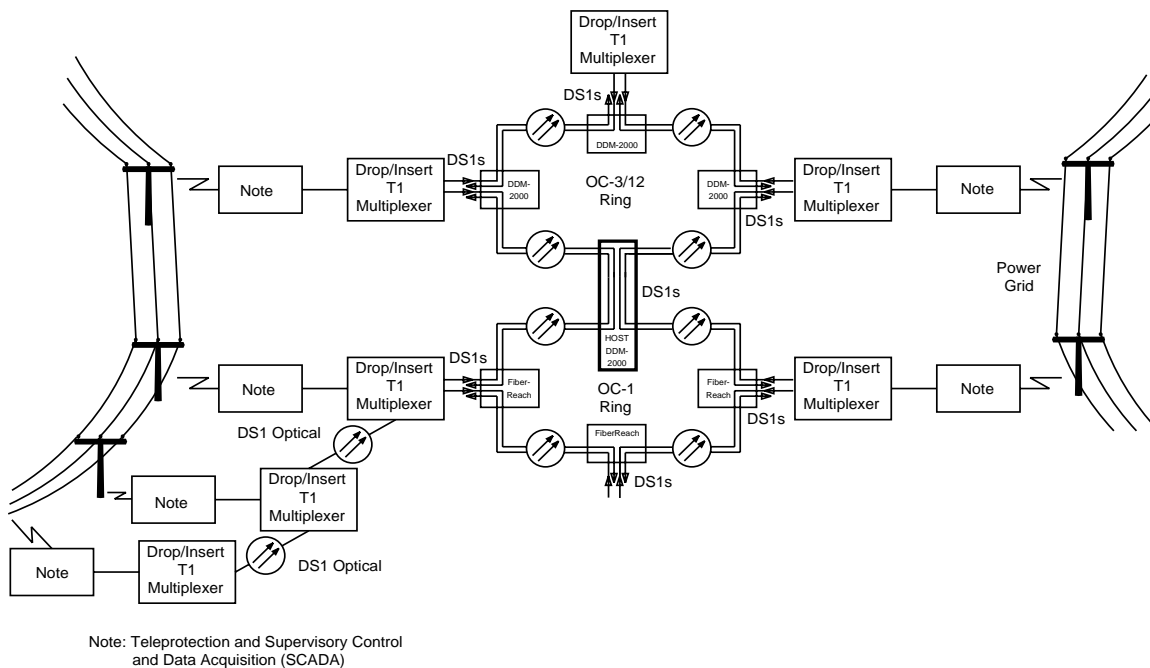 Drop/Insert
T1
Multiplexer
DS1s
DDM-2000
DS1s
Note
Drop/Insert
T1
Multiplexer
DDM-
2000
OC-3/12
Ring
DDM-
2000
DS1s
Drop/Insert
T1
Multiplexer
Note
Power
Grid
DS1s
HOST
DDM-
2000
DS1s
Note
Drop/Insert
T1
Multiplexer
Fiber-
Reach
OC-1
Ring
Fiber-
Reach
DS1s
Drop/Insert
T1
Multiplexer
Note
DS1 Optical
FiberReach
DS1s
Note
Drop/Insert
T1
Multiplexer
Note
Drop/Insert
T1
Multiplexer
DS1 Optical
Note: Teleprotection and Supervisory Control
and Data Acquisition (SCADA)